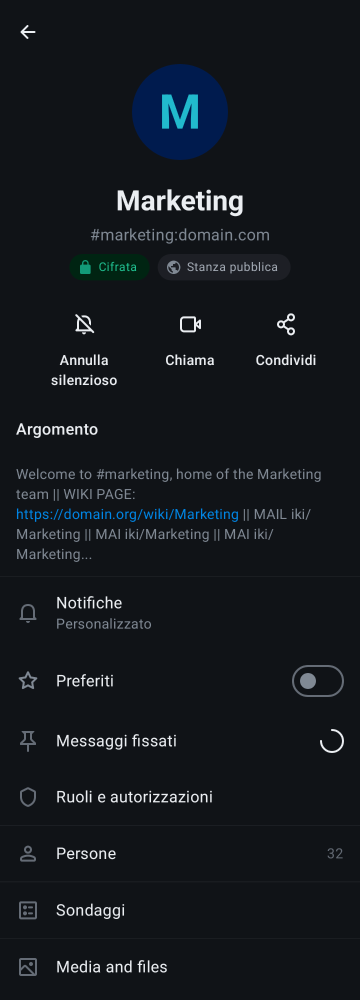 M
Marketing
#marketing:domain.com
Cifrata
Stanza pubblica
Annulla
silenzioso
Chiama
Condividi
Argomento
Welcome to #marketing, home of the Marketing
team || WIKI PAGE:
https://domain.org/wiki/Marketing || MAIL iki/
Marketing || MAI iki/Marketing || MAI iki/
Marketing...
Notifiche
Personalizzato
Preferiti
Messaggi fissati
Ruoli e autorizzazioni
Persone 32
Sondaggi
Media and files